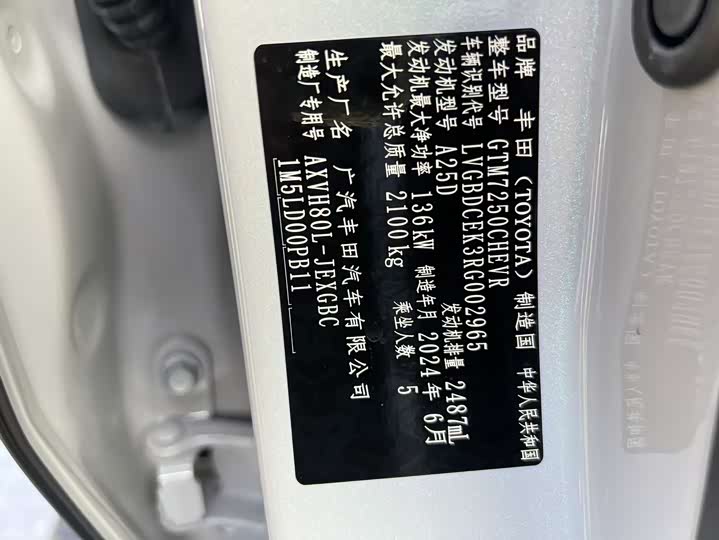 品牌 丰田（TOYOTA） 制造国 中华人民共和国
整车型号 GTM7250CHEVR
车辆识别代号 LVGBDCEK3RG002965
发动机型号 A25D 发动机排量 2487mL
发动机最大净功率 136kW 制造年月 2024年 6月
最大允许总质量 2100kg 乘坐人数 5
生产厂名 广汽丰田汽车有限公司
制造厂专用号 AXVH80L-JEXGBC
1M5LD00PB11